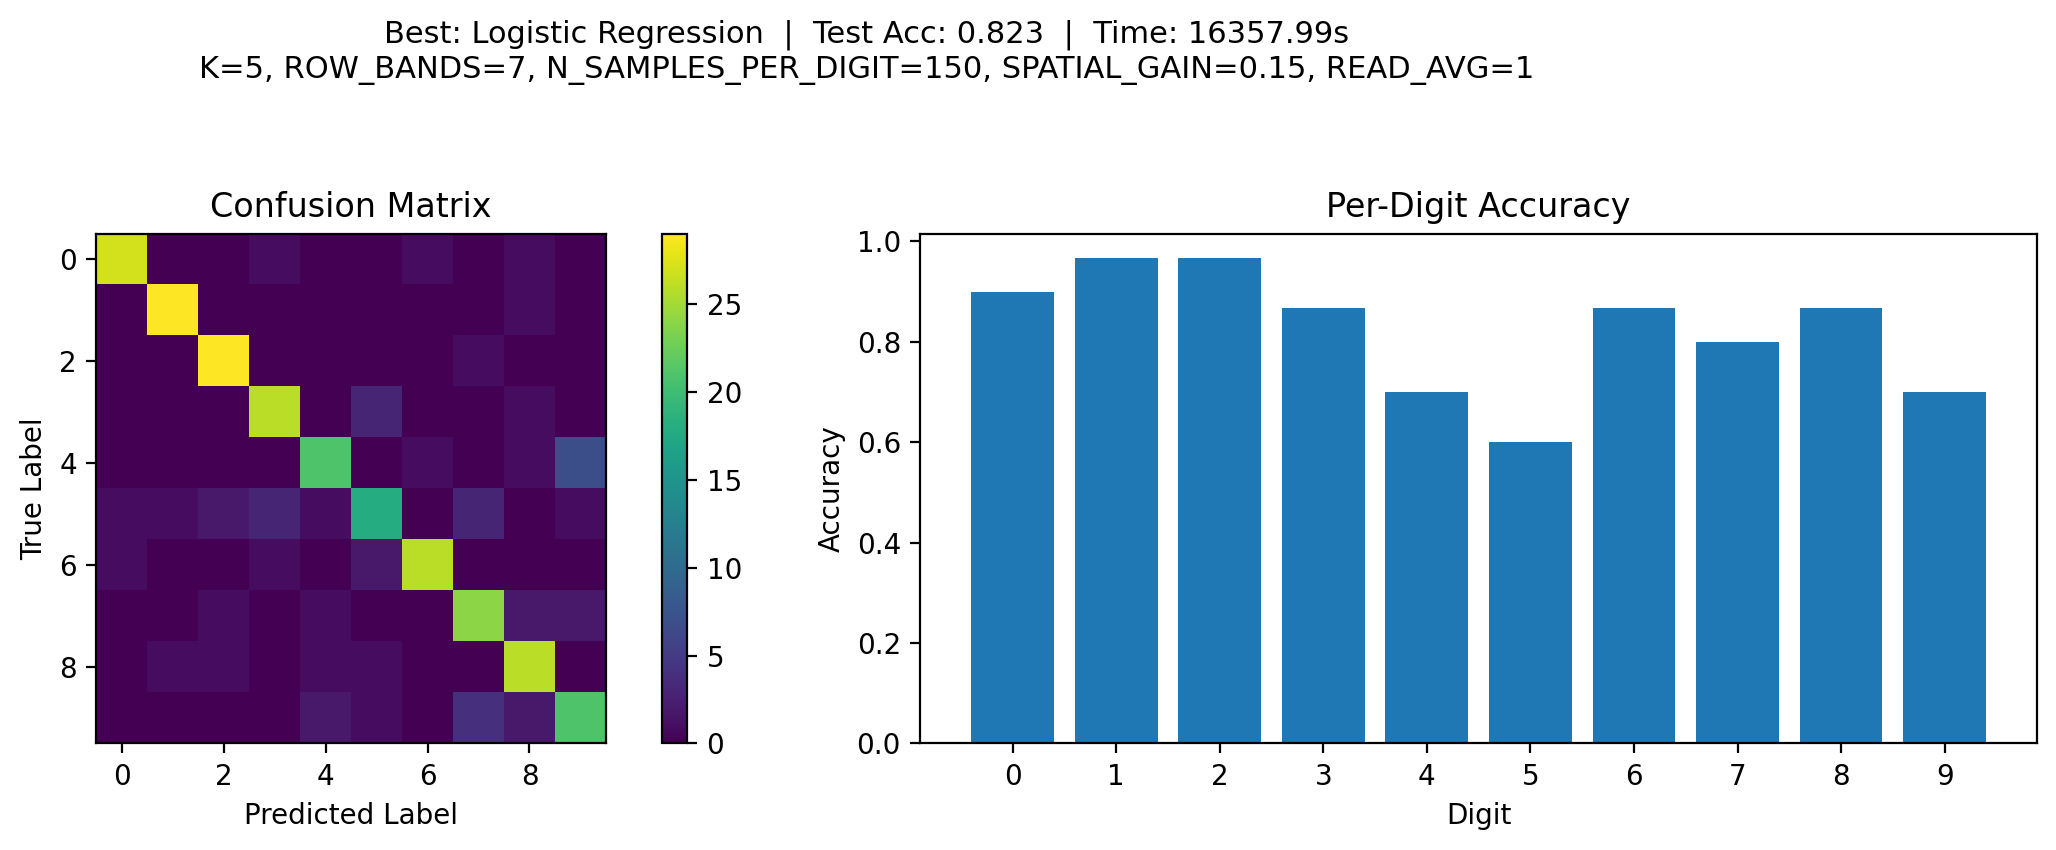 Best: Logistic Regression | Test Acc: 0.823 | Time: 16357.99s
K=5, ROW_BANDS=7, N_SAMPLES_PER_DIGIT=150, SPATIAL_GAIN=0.15, READ_AVG=1
Confusion Matrix
True Label
0
2
4
6
8
0 2 4 6 8
Predicted Label
25
20
15
10
5
0
Per-Digit Accuracy
Accuracy
1.0
0.8
0.6
0.4
0.2
0.0
0 1 2 3 4 5 6 7 8 9
Digit